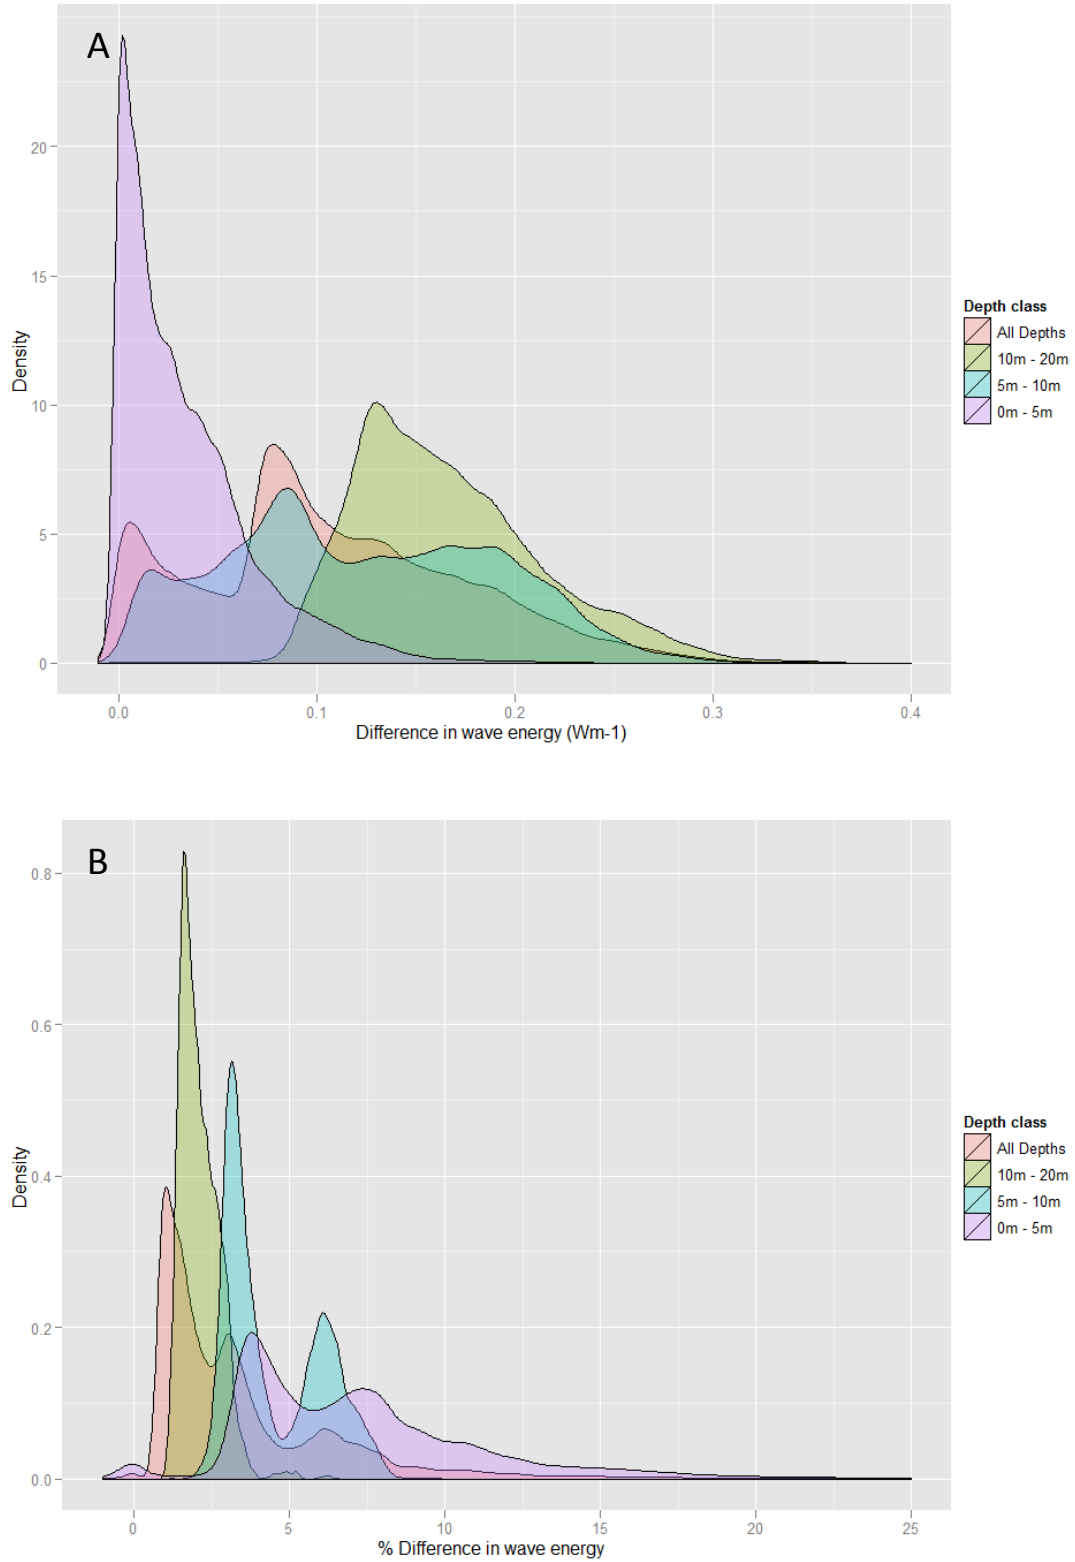 A
20
15
10
5
0
Density
0.0 0.1 0.2 0.3 0.4
Difference in wave energy (Wm-1)
Depth class
All Depths
10m - 20m
5m - 10m
0m - 5m
B
0.8
0.6
0.4
0.2
0.0
Density
0 5 10 15 20 25
% Difference in wave energy
Depth class
All Depths
10m - 20m
5m - 10m
0m - 5m